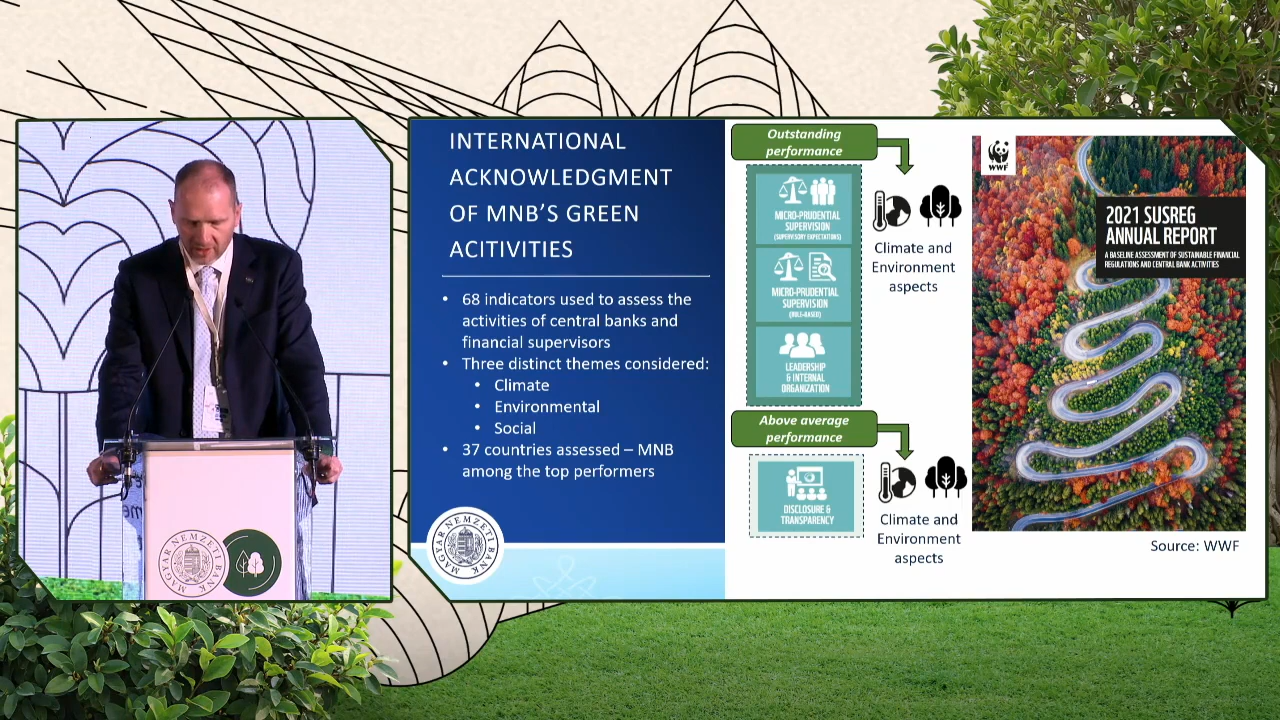 INTERNATIONAL
ACKNOWLEDGMENT
OF MNB'S GREEN
ACITIVITIES
• 68 indicators used to assess the
activities of central banks and
financial supervisors
• Three distinct themes considered:
• Climate
• Environmental
• Social
• 37 countries assessed – MNB
among the top performers
MAGYAR NEMZETI BANK
Outstanding
performance
MICRO-PRUDENTIAL
SUPERVISION
(SUPERVISORY EXPECTATIONS)
MICRO-PRUDENTIAL
SUPERVISION
(RULE-BASED)
LEADERSHIP
& INTERNAL
ORGANIZATION
Climate and
Environment
aspects
Above average
performance
DISCLOSURE &
TRANSPARENCY
Climate and
Environment
aspects
WWF
2021 SUSREG
ANNUAL REPORT
A BASELINE ASSESSMENT OF SUSTAINABLE FINANCIAL
REGULATIONS AND CENTRAL BANK ACTIVITIES
Source: WWF
MAGYAR NEMZETI BANK